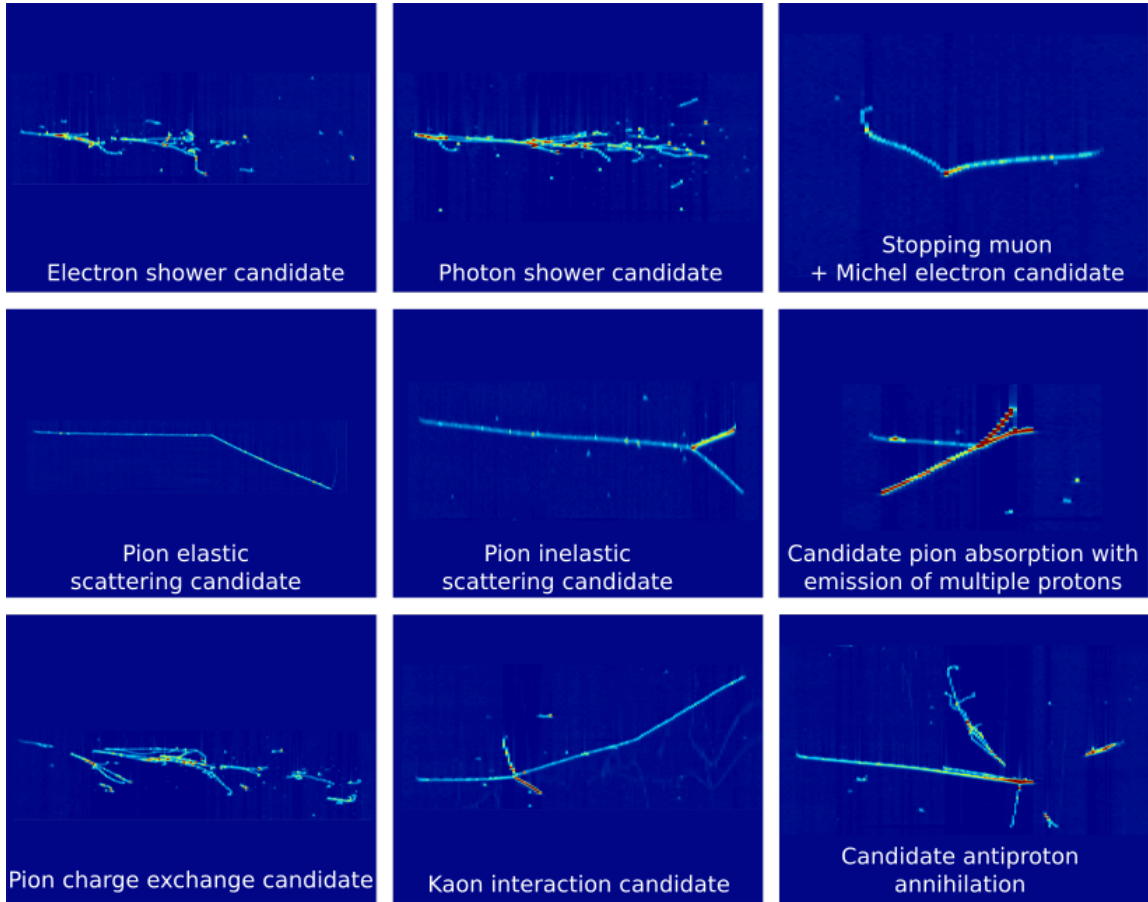 Electron shower candidate
Photon shower candidate
Stopping muon
+ Michel electron candidate
Pion elastic
scattering candidate
Pion inelastic
scattering candidate
Candidate pion absorption with
emission of multiple protons
Pion charge exchange candidate
Kaon interaction candidate
Candidate antiproton
annihilation